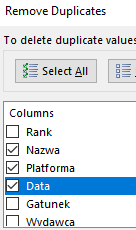 Remove Duplicates
To delete duplicate values
Select All
Columns
Rank
Nazwa
Platforma
Data
Gatunek
Wydawca